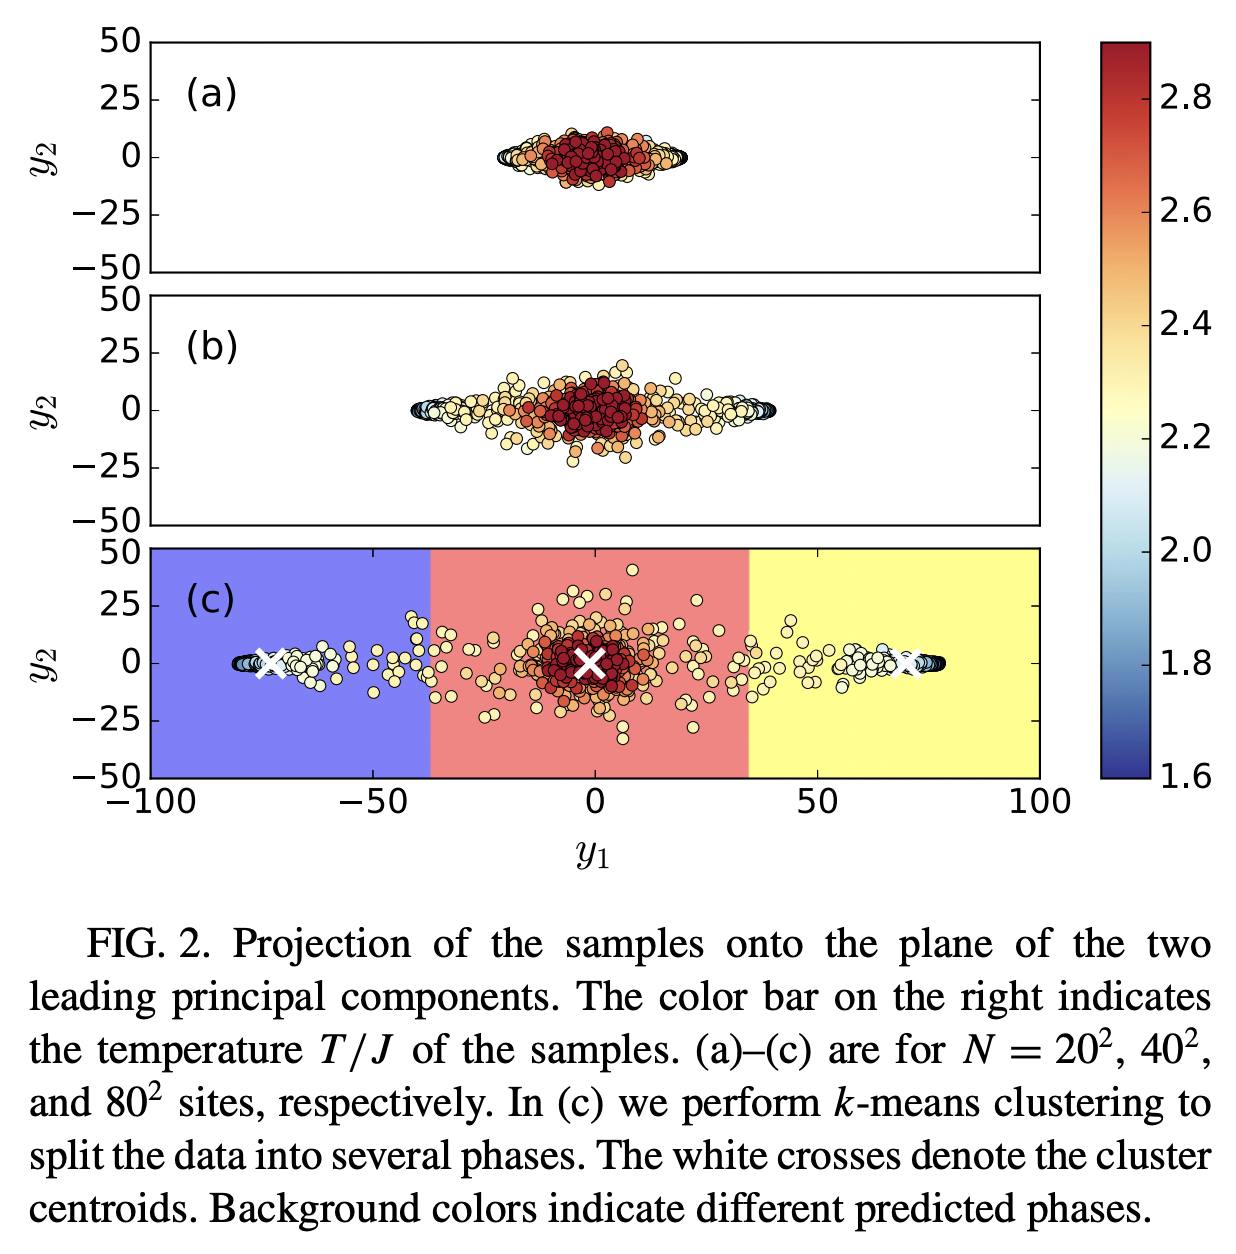 50
25
0
−25
−50
y₂
(a)
50
25
0
−25
−50
y₂
(b)
50
25
0
−25
−50
y₂
(c)
−100 −50 0 50 100
y₁
2.8
2.6
2.4
2.2
2.0
1.8
1.6
FIG. 2. Projection of the samples onto the plane of the two
leading principal components. The color bar on the right indicates
the temperature T/J of the samples. (a)–(c) are for N = 20², 40²,
and 80² sites, respectively. In (c) we perform k-means clustering to
split the data into several phases. The white crosses denote the cluster
centroids. Background colors indicate different predicted phases.